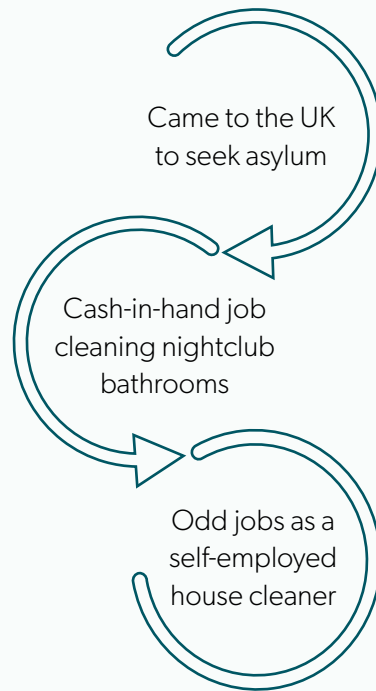 Came to the UK
to seek asylum
Cash-in-hand job
cleaning nightclub
bathrooms
Odd jobs as a
self-employed
house cleaner